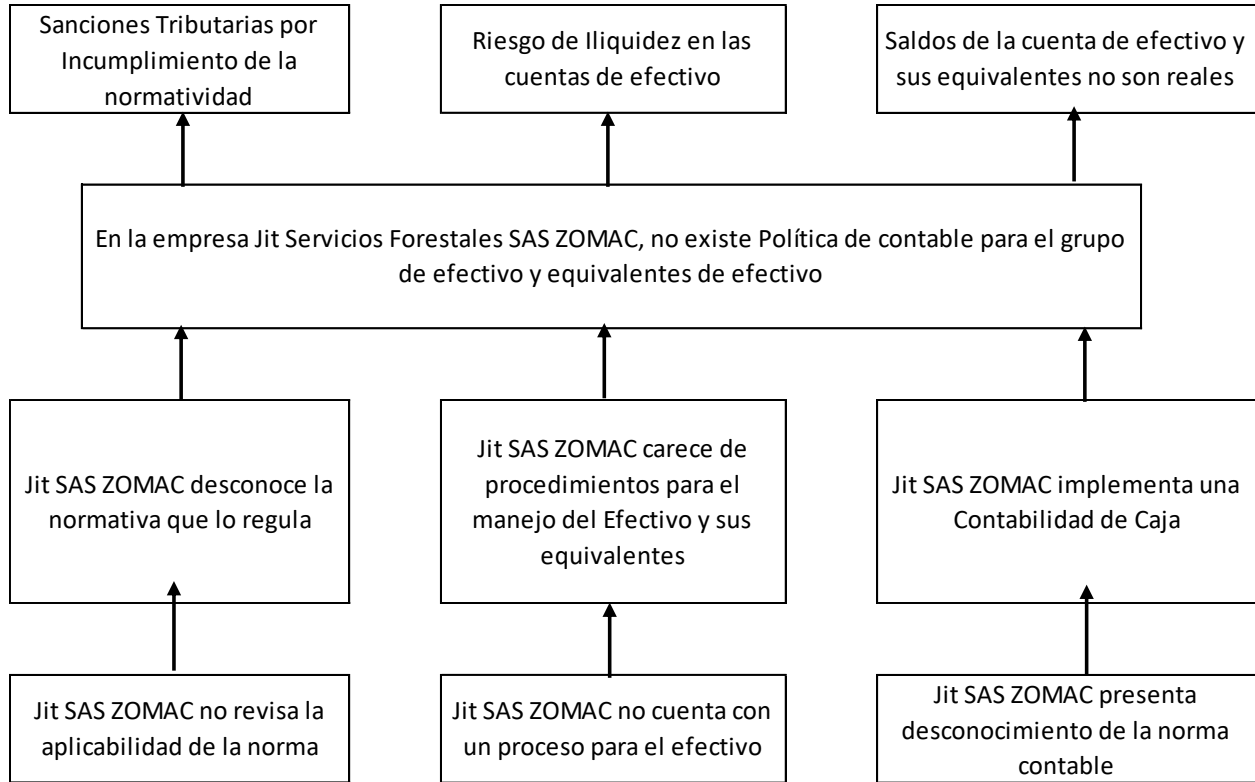 Sanciones Tributarias por
Incumplimiento de la
normatividad
Riesgo de Iliquidez en las
cuentas de efectivo
Saldos de la cuenta de efectivo y
sus equivalentes no son reales
En la empresa Jit Servicios Forestales SAS ZOMAC, no existe Política de contable para el grupo
de efectivo y equivalentes de efectivo
Jit SAS ZOMAC desconoce la
normativa que lo regula
Jit SAS ZOMAC carece de
procedimientos para el
manejo del Efectivo y sus
equivalentes
Jit SAS ZOMAC implementa una
Contabilidad de Caja
Jit SAS ZOMAC no revisa la
aplicabilidad de la norma
Jit SAS ZOMAC no cuenta con
un proceso para el efectivo
Jit SAS ZOMAC presenta
desconocimiento de la norma
contable